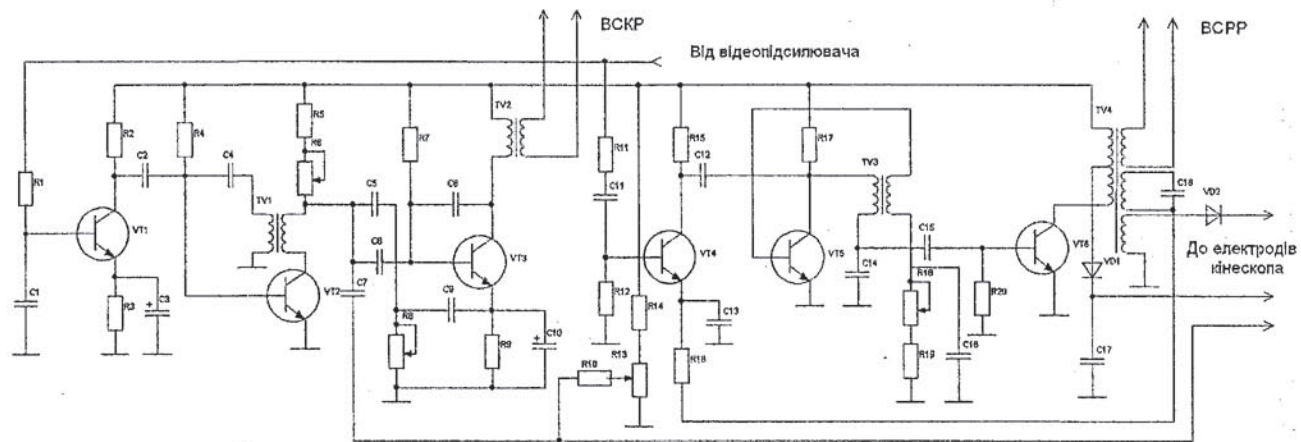 ВСКР
ВСРР
Від відеопідсилювача
TV2
TV4
R2
R4
R5
R6
R7
R11
R15
R17
C2
C4
C12
TV3
R1
C5
C6
C11
C18
VD2
TV1
VT1
C8
VT3
VT4
VT5
C15
VT6
VD1
До електродів
кінескопа
C1
R3
C3
VT2
C7
C9
R12
R14
C14
R18
R20
R8
R9
C10
C13
R13
R10
R16
R19
C16
C17